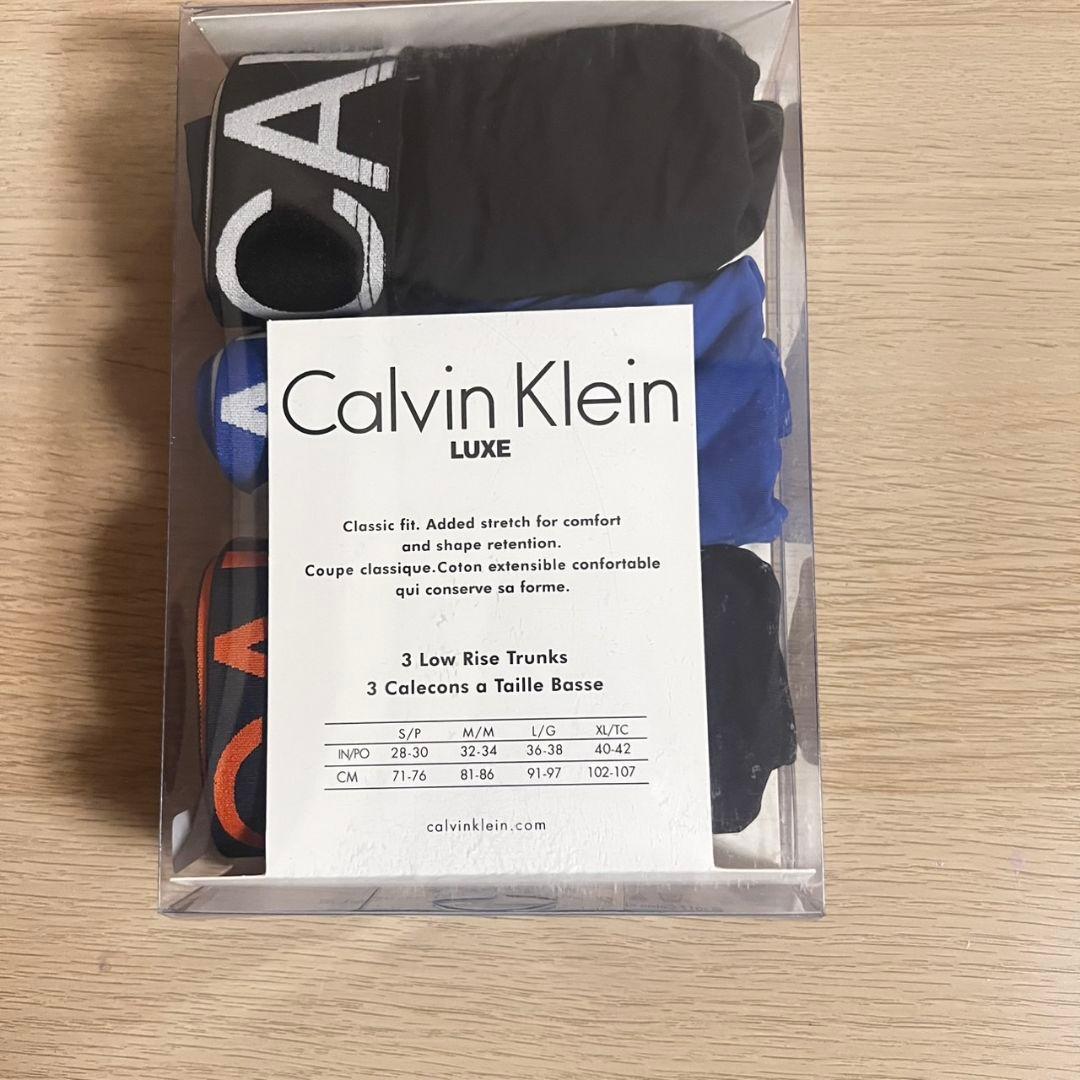 CA
A
CA
Calvin Klein
LUXE
Classic fit. Added stretch for comfort
and shape retention.
Coupe classique.Coton extensible confortable
qui conserve sa forme.
3 Low Rise Trunks
3 Calecons a Taille Basse
S/P M/M L/G XL/TC
IN/PO 28-30 32-34 36-38 40-42
CM 71-76 81-86 91-97 102-107
calvinklein.com